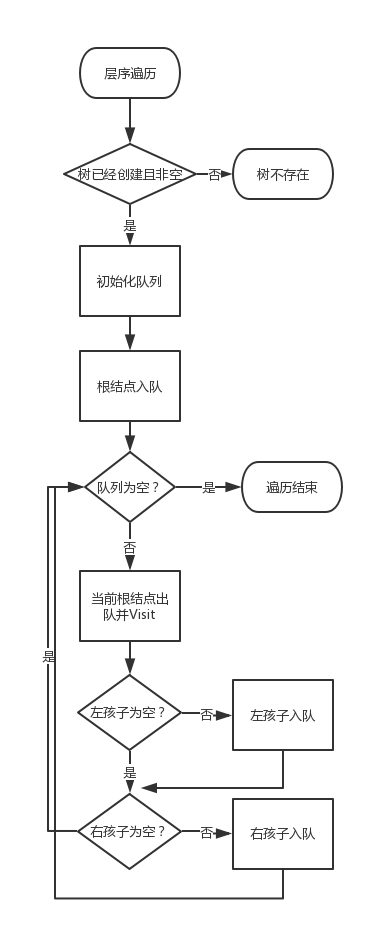 层序遍历
树已经创建且非空
否
树不存在
是
初始化队列
根结点入队
队列为空？
是
遍历结束
否
当前根结点出
队并Visit
是
左孩子为空？
否
左孩子入队
是
右孩子为空？
否
右孩子入队